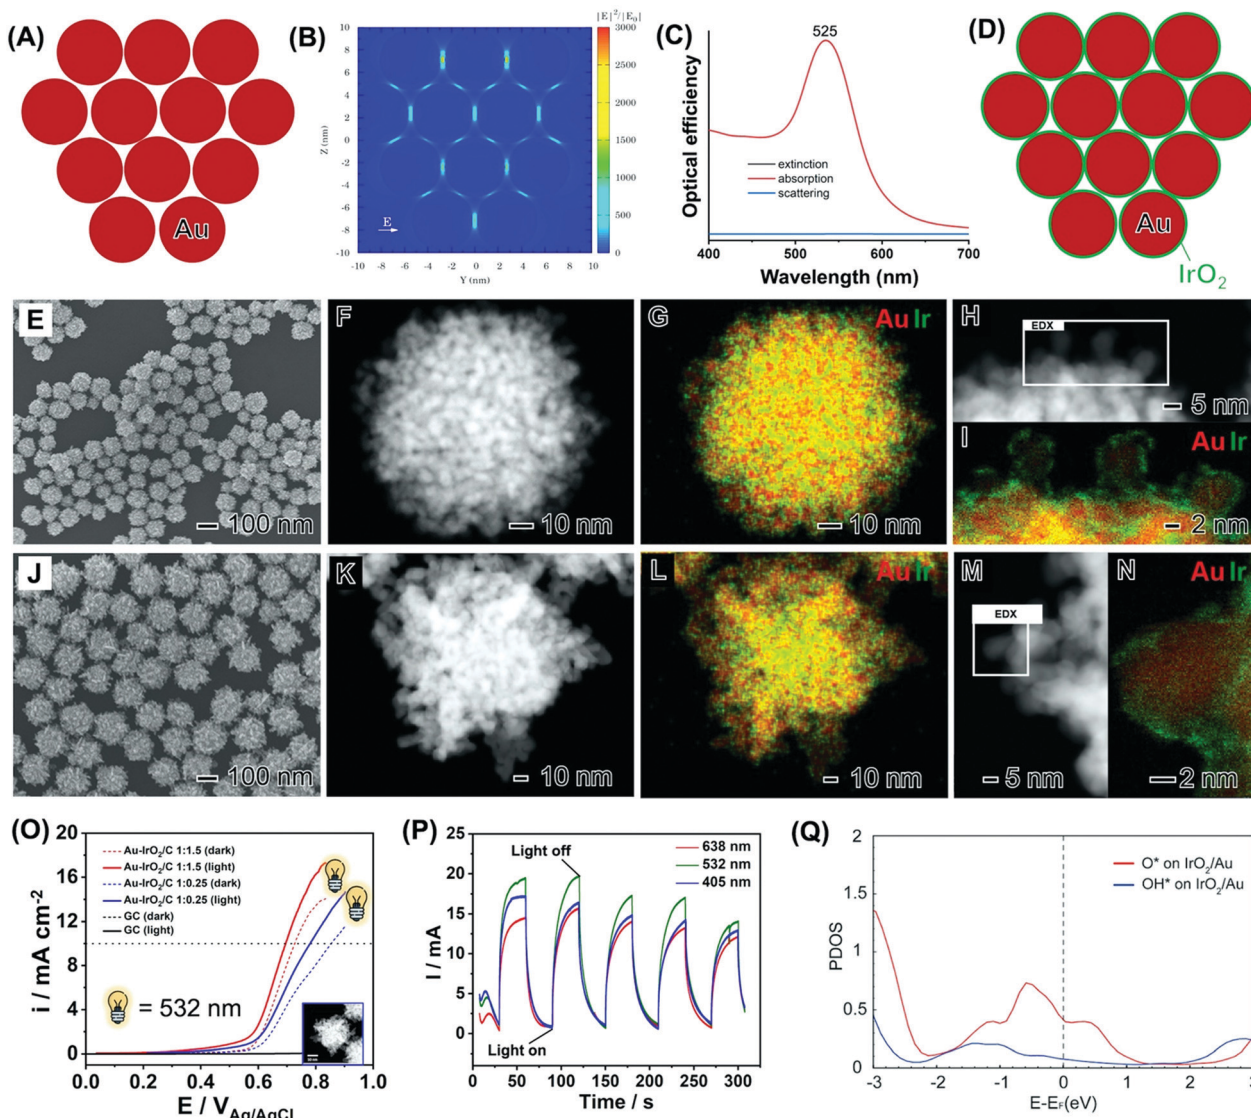 (A)
Au
(B)
|E|²/|E₀|
10
8
6
4
2
0
-2
-4
-6
-8
10
Z (nm)
E
-10 -8 -6 -4 -2 0 2 4 6 8 10
Y (nm)
3000
2500
2000
1500
1000
500
0
(C)
525
Optical efficiency
extinction
absorption
scattering
400 500 600 700
Wavelength (nm)
(D)
Au
IrO₂
E
100 nm
F
10 nm
G
Au Ir
10 nm
H
EDX
5 nm
I
Au Ir
2 nm
J
100 nm
K
10 nm
L
Au Ir
10 nm
M
EDX
5 nm
N
Au Ir
2 nm
(O)
20
16
12
8
4
0
i / mA cm⁻²
Au-IrO₂/C 1:1.5 (dark)
Au-IrO₂/C 1:1.5 (light)
Au-IrO₂/C 1:0.25 (dark)
Au-IrO₂/C 1:0.25 (light)
GC (dark)
GC (light)
= 532 nm
0.0 0.2 0.4 0.6 0.8 1.0
E / V Ag/AgCl
(P)
25
20
15
10
5
0
I / mA
Light off
638 nm
532 nm
405 nm
Light on
0 50 100 150 200 250 300
Time / s
(Q)
2
1.5
1
0.5
0
PDOS
O* on IrO₂/Au
OH* on IrO₂/Au
-3 -2 -1 0 1 2 3
E-E_F(eV)